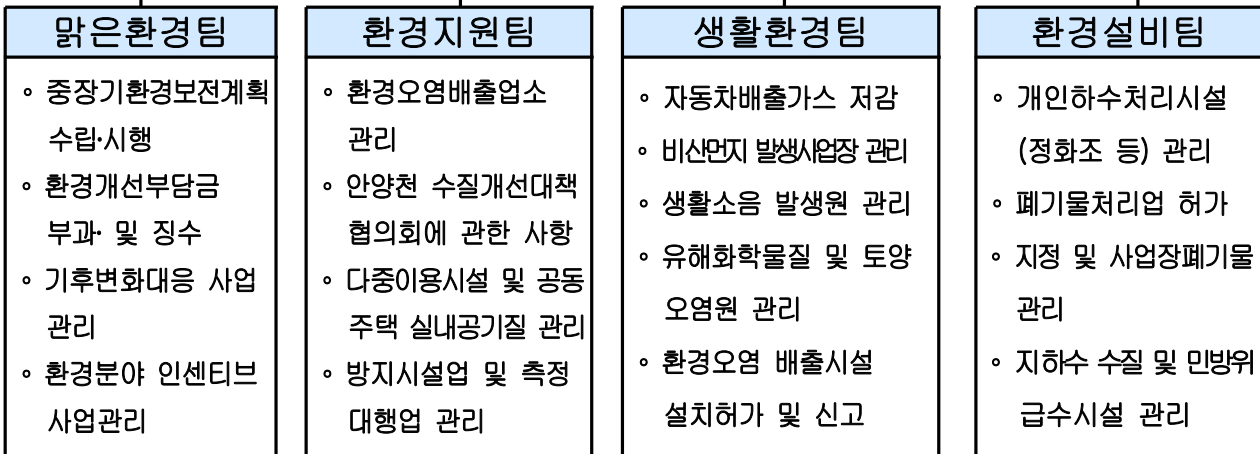 맑은환경팀
◦ 중장기환경보전계획
수립·시행
◦ 환경개선부담금
부과· 및 징수
◦ 기후변화대응 사업
관리
◦ 환경분야 인센티브
사업관리
환경지원팀
◦ 환경오염배출업소
관리
◦ 안양천 수질개선대책
협의회에 관한 사항
◦ 다중이용시설 및 공동
주택 실내공기질 관리
◦ 방지시설업 및 측정
대행업 관리
생활환경팀
◦ 자동차배출가스 저감
◦ 비산먼지 발생사업장 관리
◦ 생활소음 발생원 관리
◦ 유해화학물질 및 토양
오염원 관리
◦ 환경오염 배출시설
설치허가 및 신고
환경설비팀
◦ 개인하수처리시설
(정화조 등) 관리
◦ 폐기물처리업 허가
◦ 지정 및 사업장폐기물
관리
◦ 지하수 수질 및 민방위
급수시설 관리